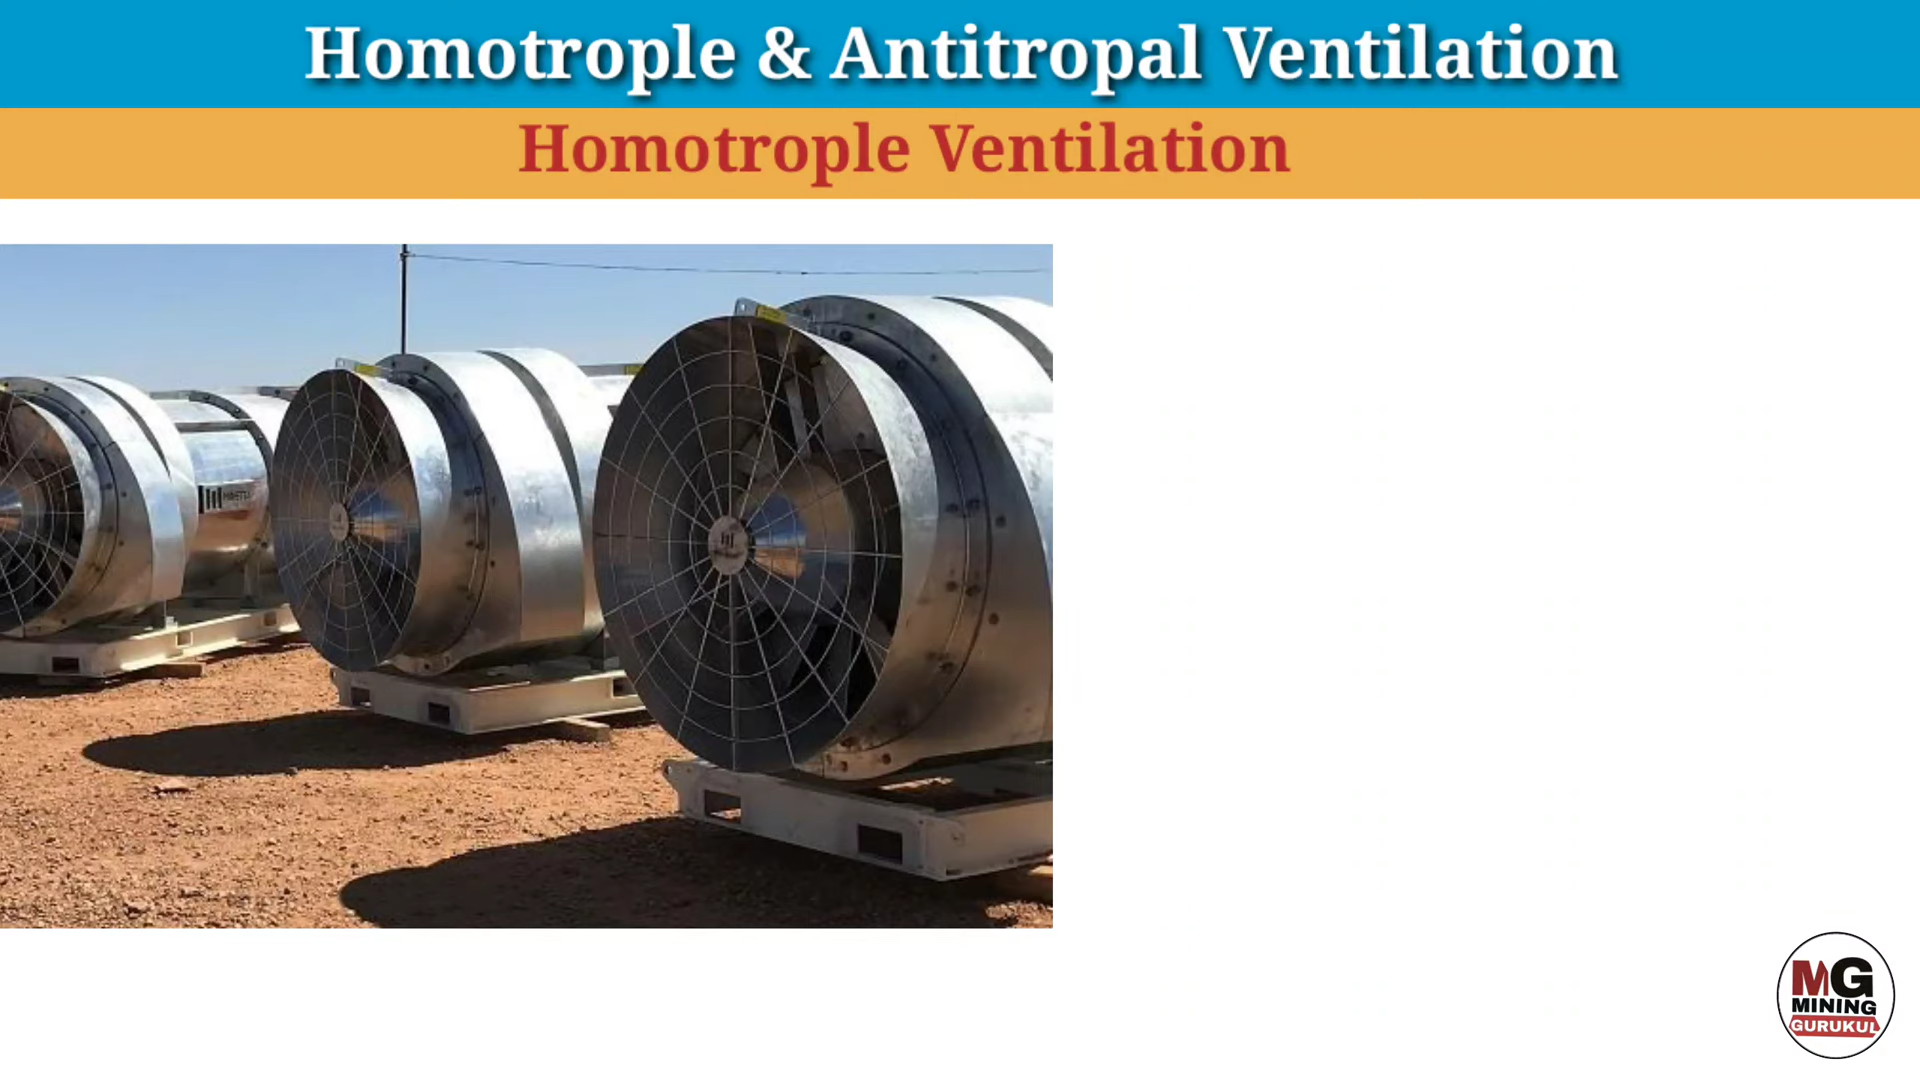 Homotrople & Antitropal Ventilation
Homotrople Ventilation
MG
MINING
GURUKUL